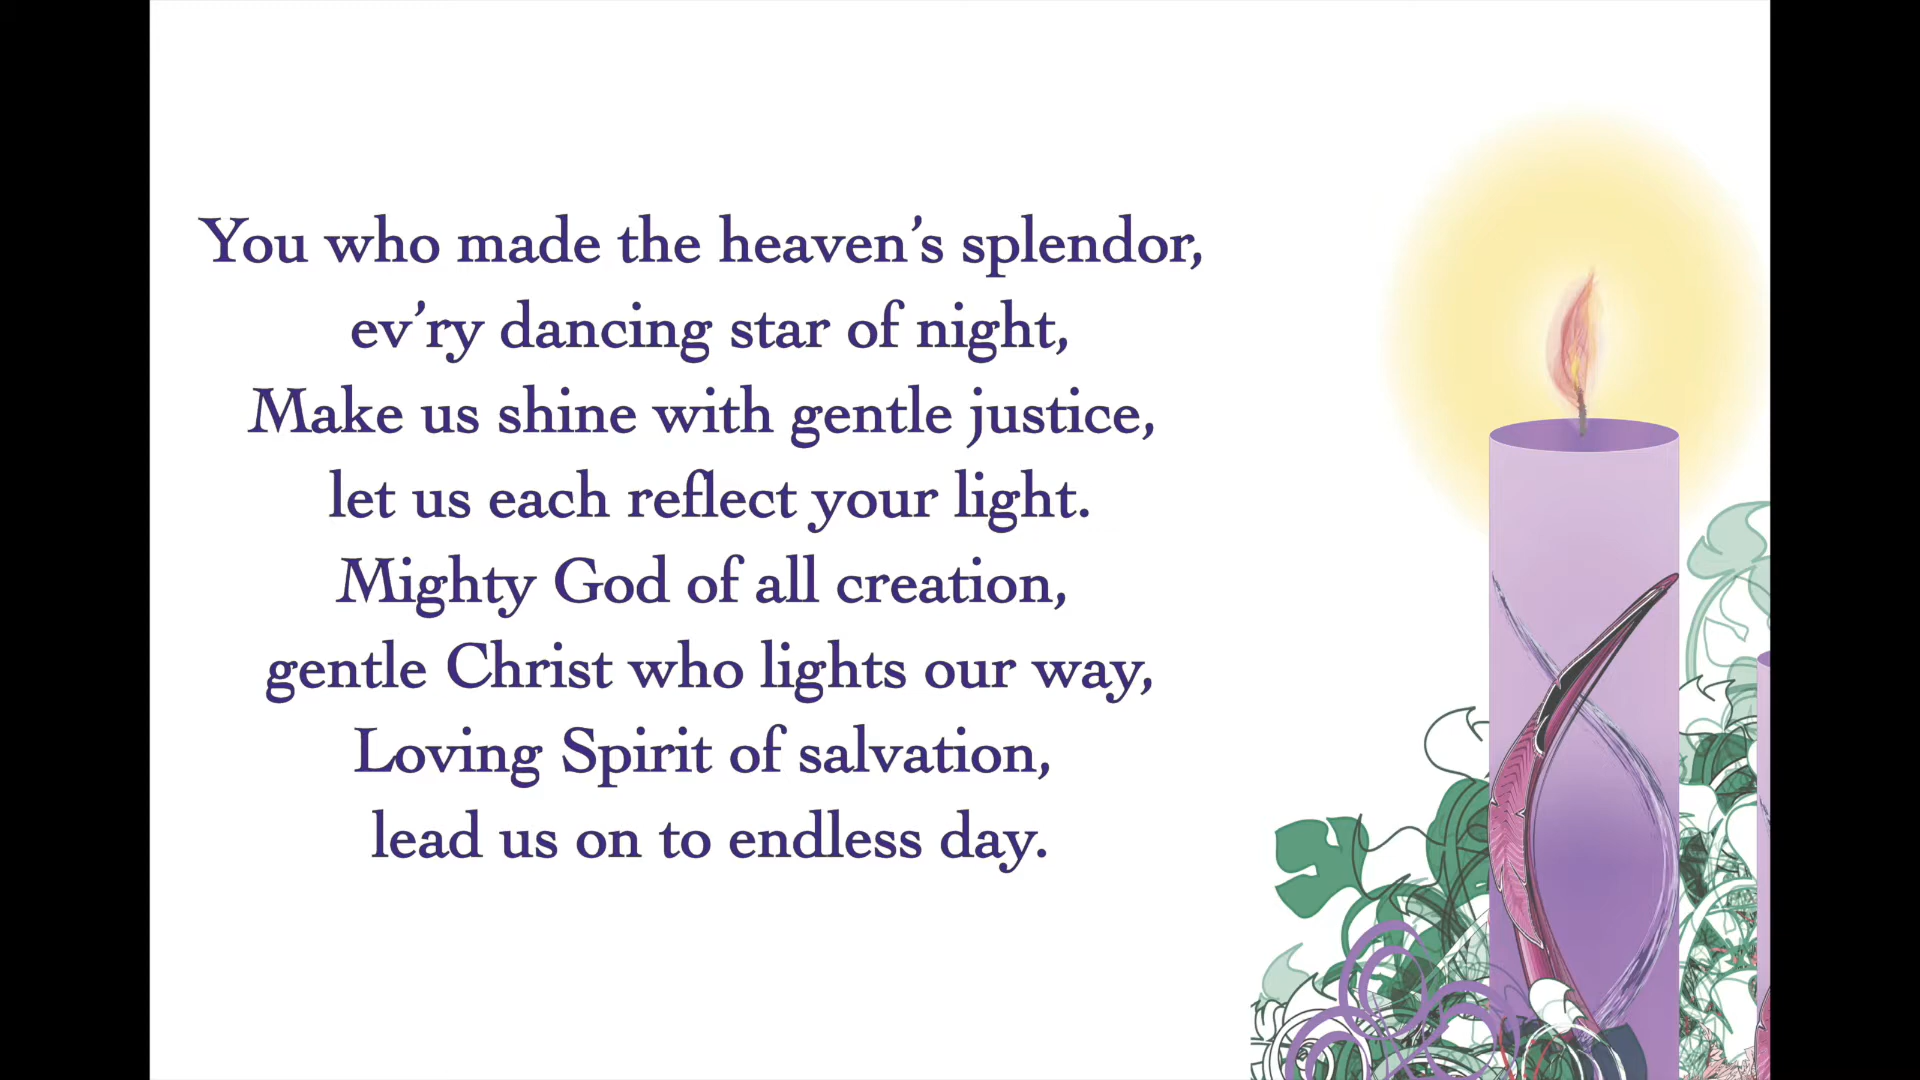 You who made the heaven’s splendor,
ev’ry dancing star of night,
Make us shine with gentle justice,
let us each reflect your light.
Mighty God of all creation,
gentle Christ who lights our way,
Loving Spirit of salvation,
lead us on to endless day.